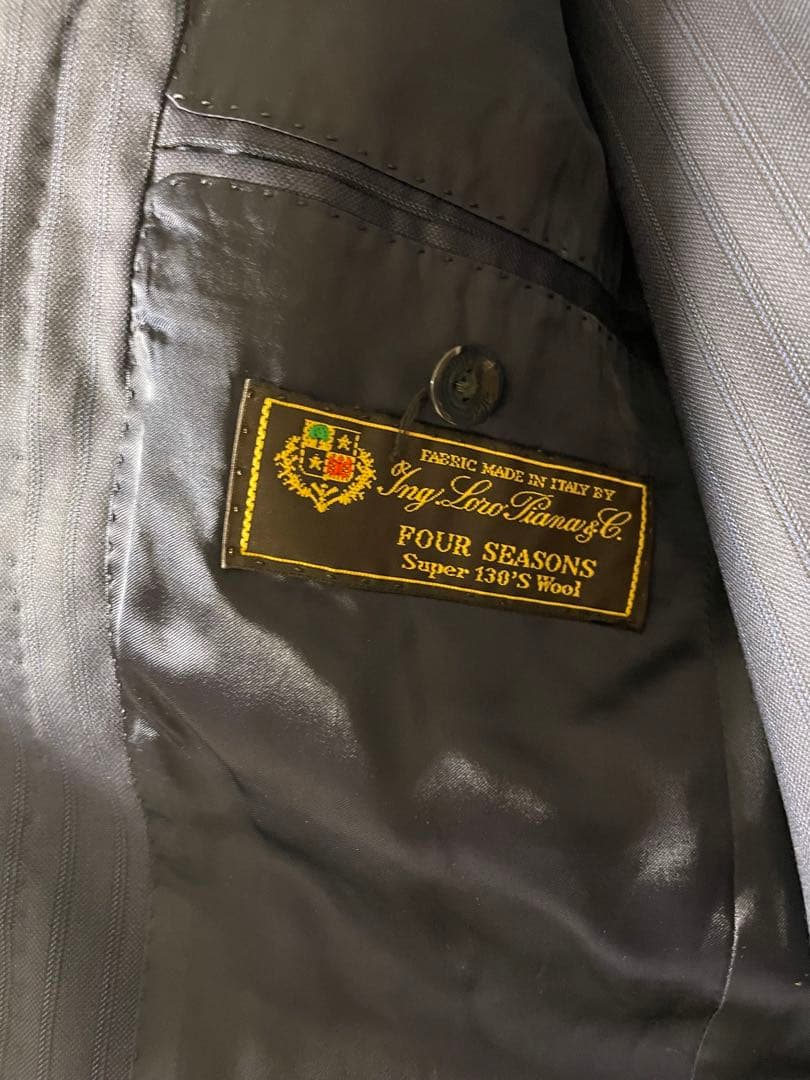 FABRIC MADE IN ITALY BY
Ing. Loro Piana & C.
FOUR SEASONS
Super 130'S Wool